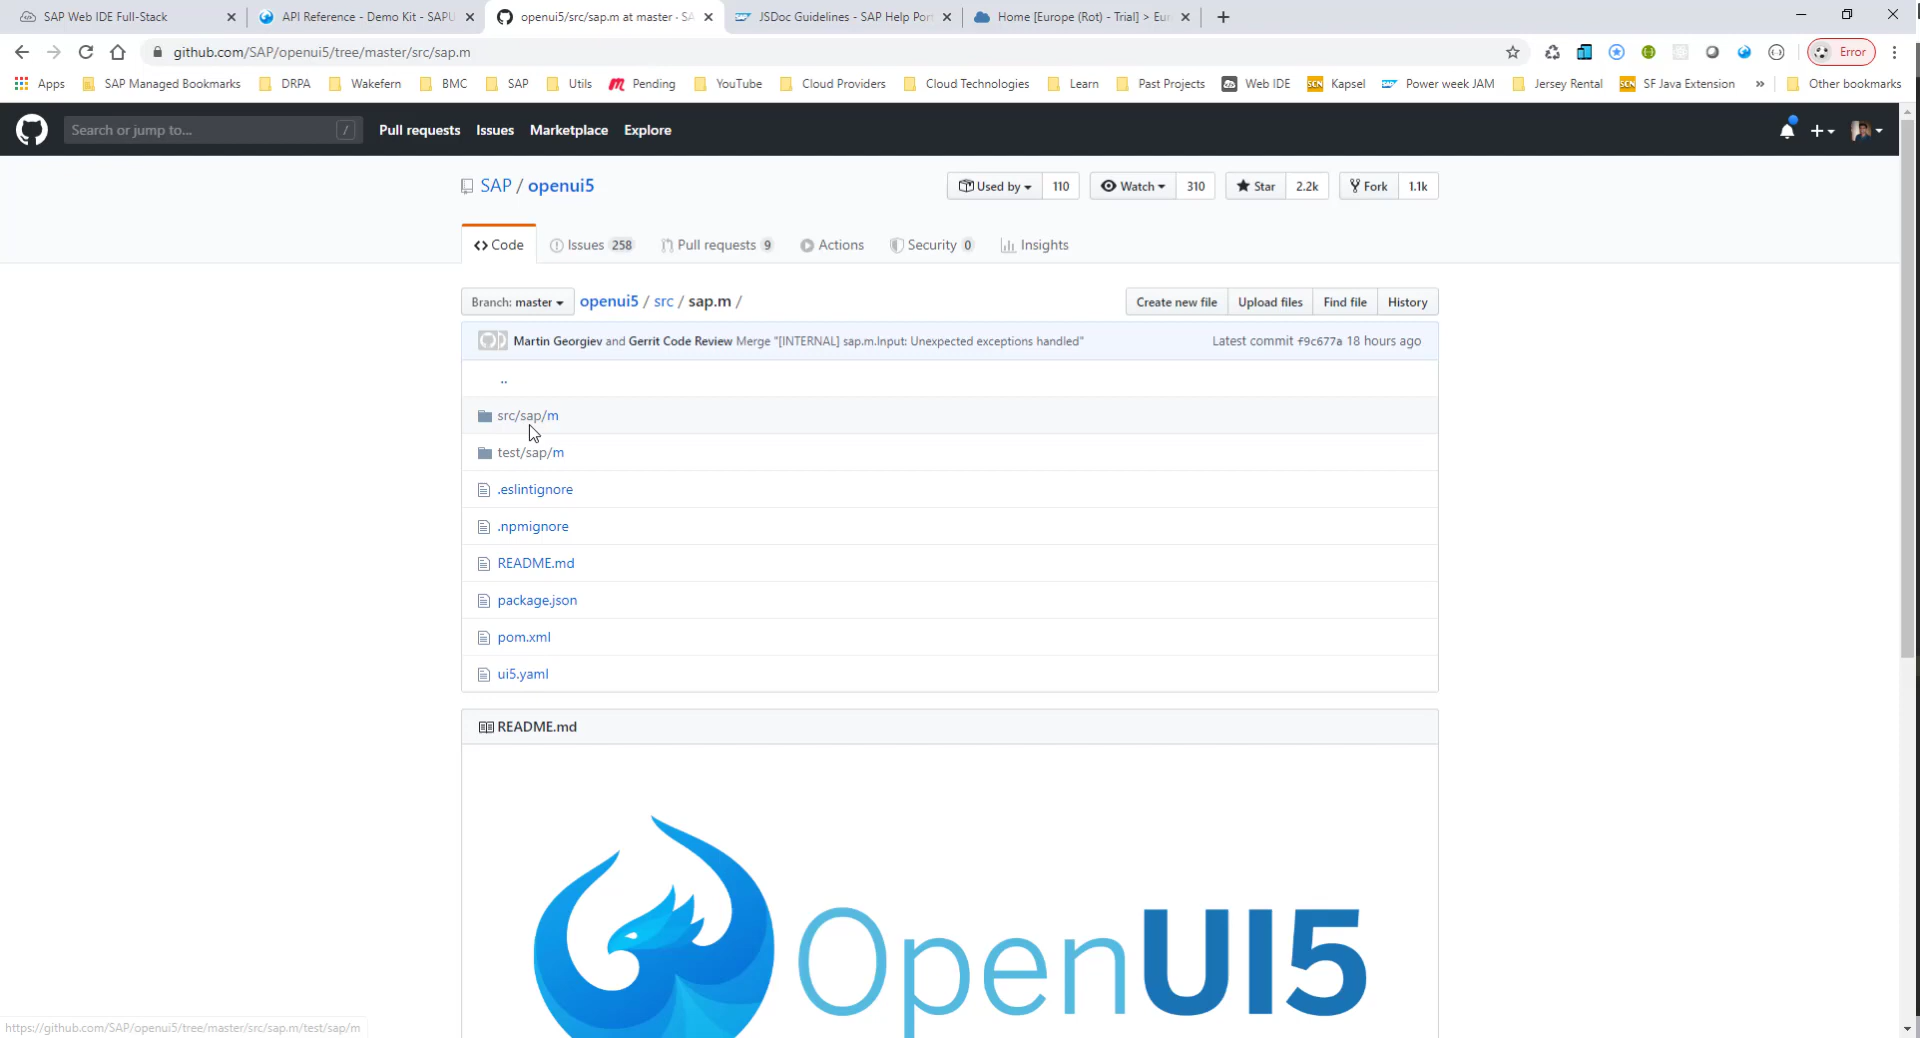 SAP Web IDE Full-Stack
API Reference - Demo Kit - SAPU
openui5/src/sap.m at master · SA
JSDoc Guidelines - SAP Help Port
Home [Europe (Rot) - Trial] > Eur
github.com/SAP/openui5/tree/master/src/sap.m
Error
Apps
SAP Managed Bookmarks
DRPA
Wakefern
BMC
SAP
Utils
Pending
YouTube
Cloud Providers
Cloud Technologies
Learn
Past Projects
Web IDE
SCN Kapsel
Power week JAM
Jersey Rental
SCN SF Java Extension
»
Other bookmarks
Search or jump to... /
Pull requests Issues Marketplace Explore
SAP / openui5
Used by 110
Watch 310
Star 2.2k
Fork 1.1k
Code
Issues 258
Pull requests 9
Actions
Security 0
Insights
Branch: master
openui5 / src / sap.m /
Create new file
Upload files
Find file
History
Martin Georgiev and Gerrit Code Review Merge "[INTERNAL] sap.m.Input: Unexpected exceptions handled"
Latest commit f9c677a 18 hours ago
..
src/sap/m
test/sap/m
.eslintignore
.npmignore
README.md
package.json
pom.xml
ui5.yaml
README.md
OpenUI5
https://github.com/SAP/openui5/tree/master/src/sap.m/test/sap/m